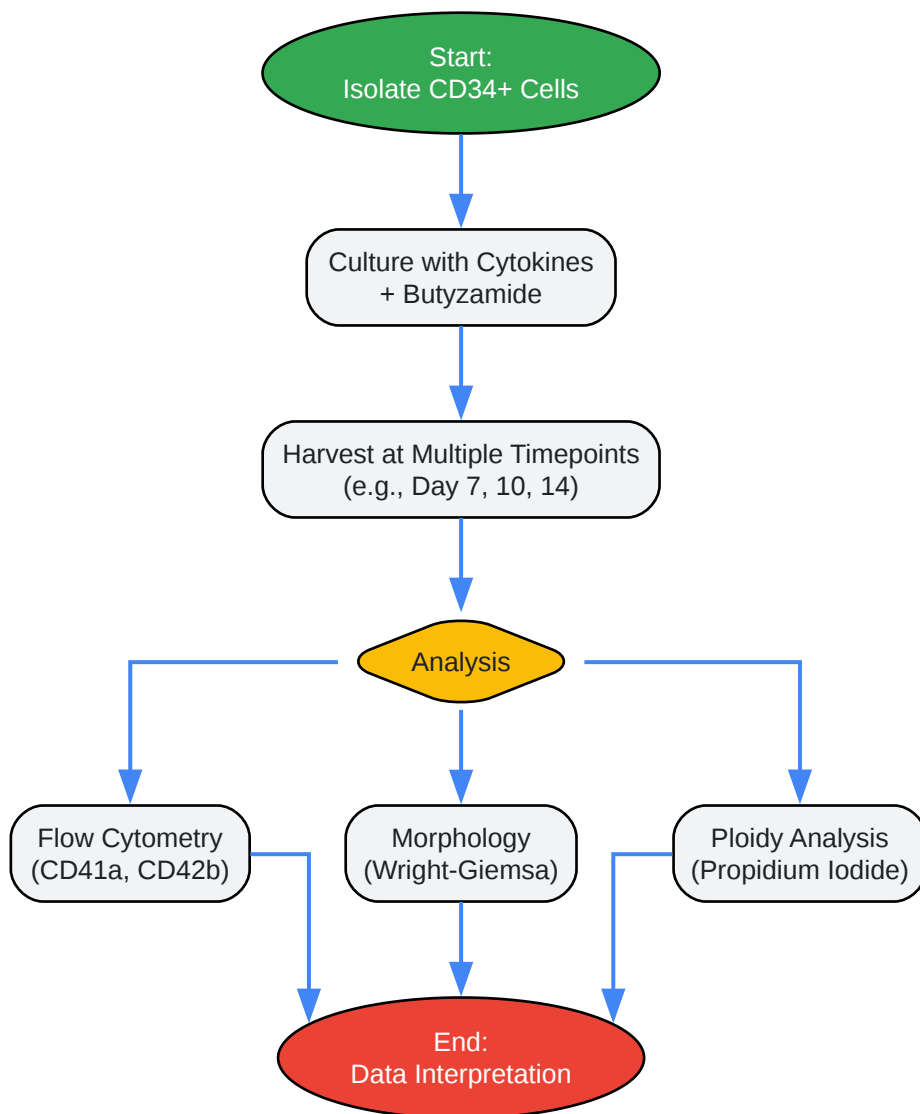 Start:
Isolate CD34+ Cells
Culture with Cytokines
+ Butyzamide
Harvest at Multiple Timepoints
(e.g., Day 7, 10, 14)
Analysis
Flow Cytometry
(CD41a, CD42b)
Morphology
(Wright-Giemsa)
Ploidy Analysis
(Propidium Iodide)
End:
Data Interpretation